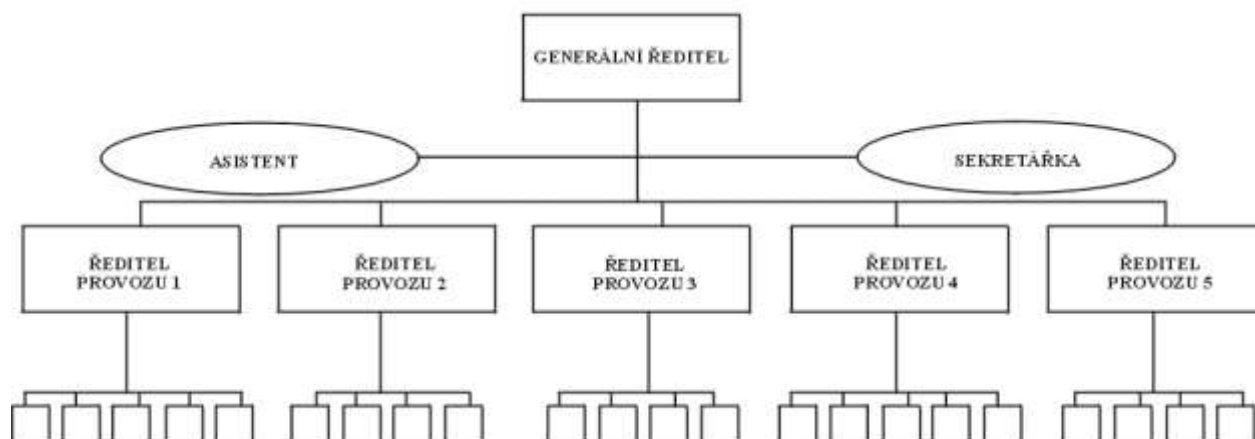 GENERÁLNÍ ŘEDITEL
ASISTENT
SEKRETÁŘKA
ŘEDITEL
PROVOZU 1
ŘEDITEL
PROVOZU 2
ŘEDITEL
PROVOZU 3
ŘEDITEL
PROVOZU 4
ŘEDITEL
PROVOZU 5